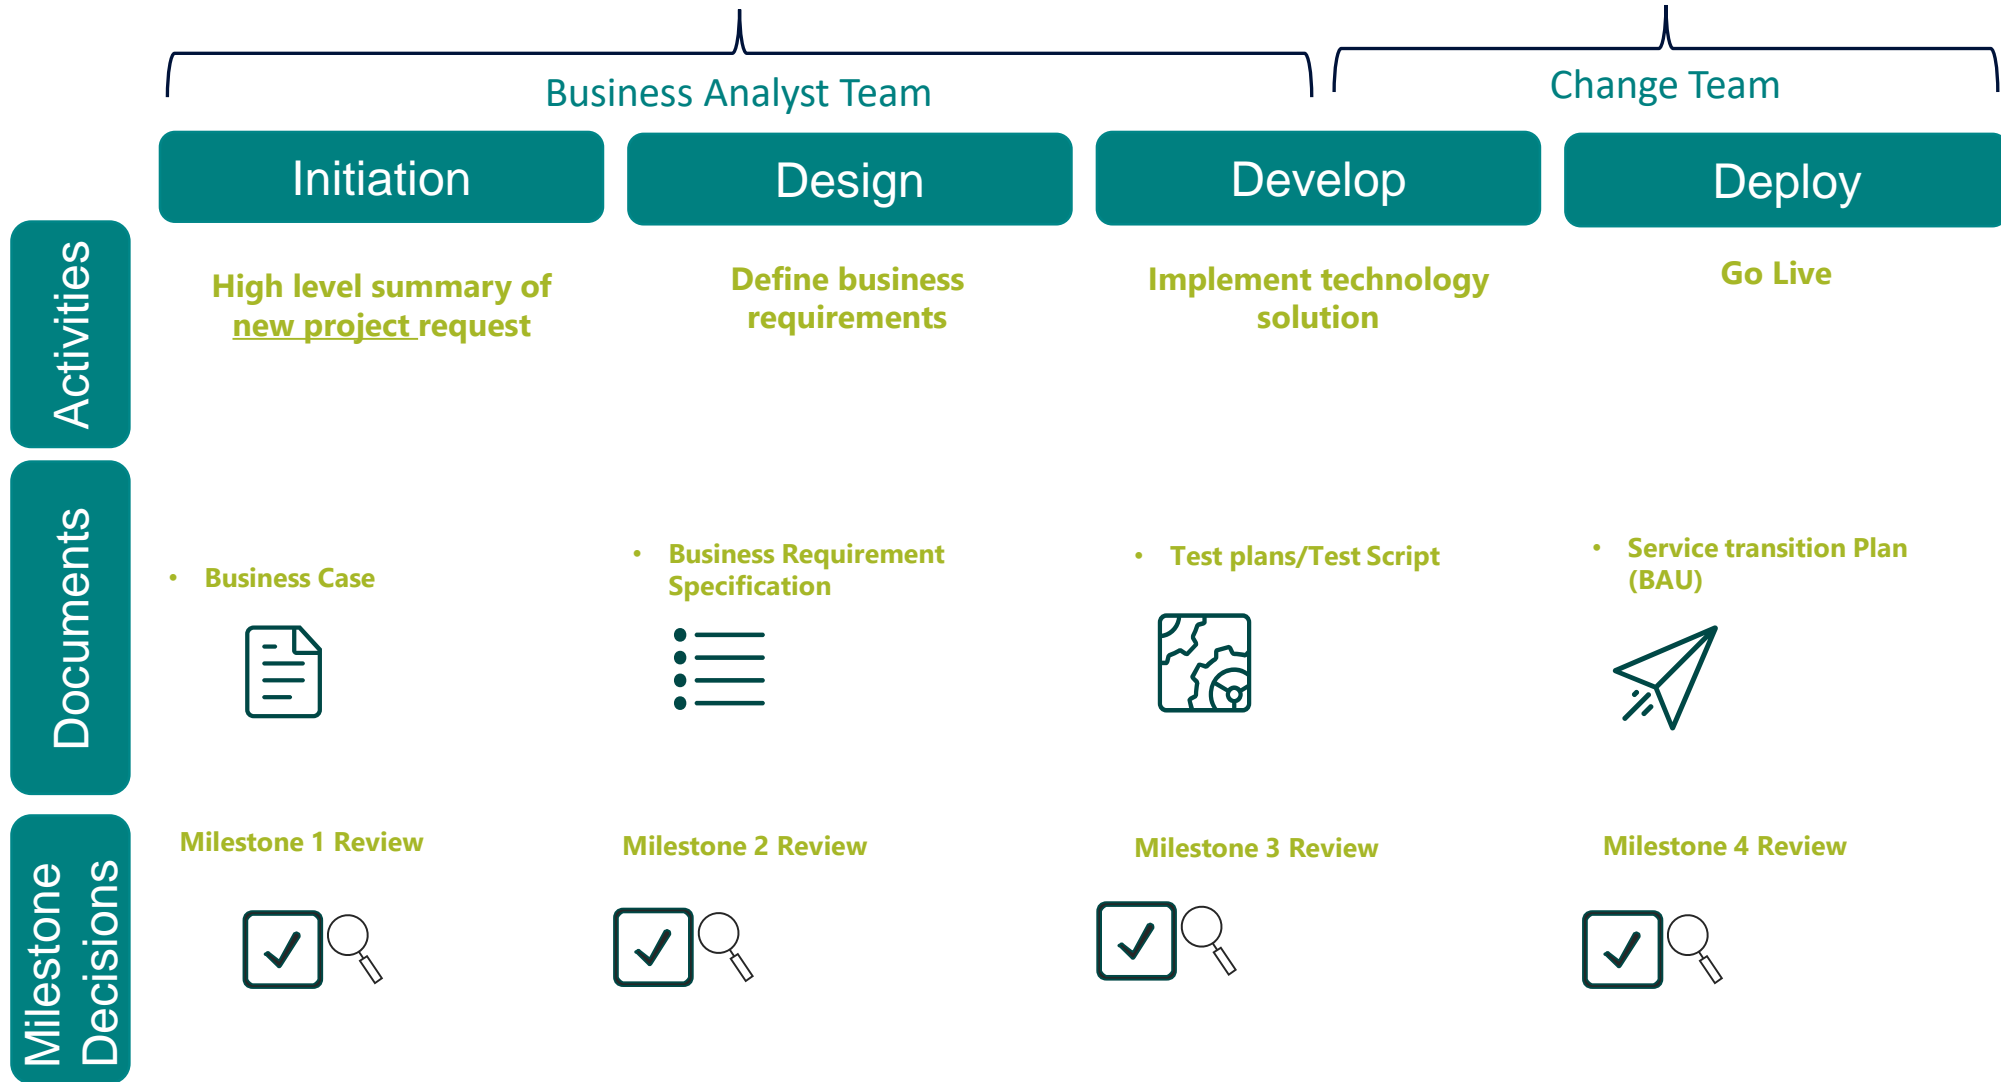 Business Analyst Team
Change Team
Initiation
Design
Develop
Deploy
Activities
High level summary of
new project request
Define business
requirements
Implement technology
solution
Go Live
Documents
• Business Case
• Business Requirement
Specification
• Test plans/Test Script
• Service transition Plan
(BAU)
Milestone
Decisions
Milestone 1 Review
Milestone 2 Review
Milestone 3 Review
Milestone 4 Review